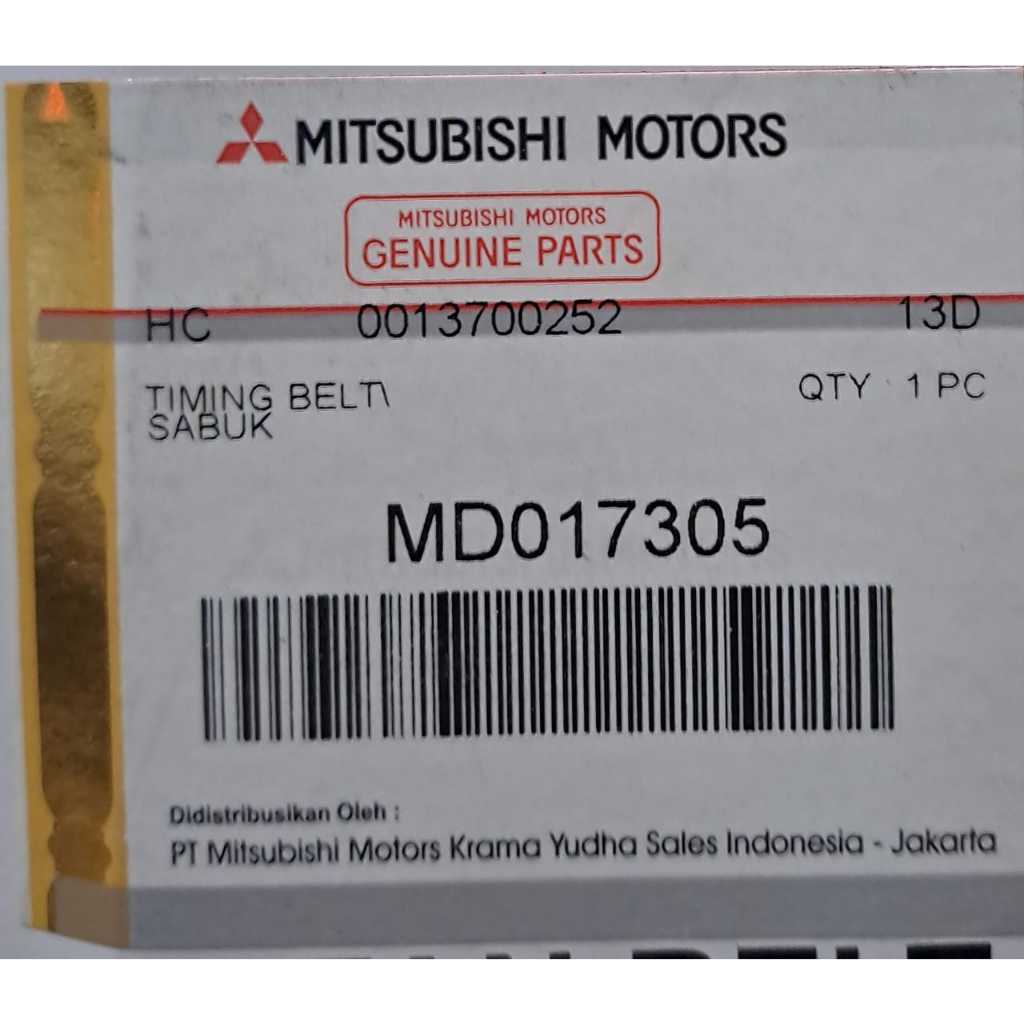 MITSUBISHI MOTORS
MITSUBISHI MOTORS
GENUINE PARTS
HC 0013700252 13D
TIMING BELT\ QTY : 1 PC
SABUK
MD017305
Didistribusikan Oleh :
PT Mitsubishi Motors Krama Yudha Sales Indonesia - Jakarta